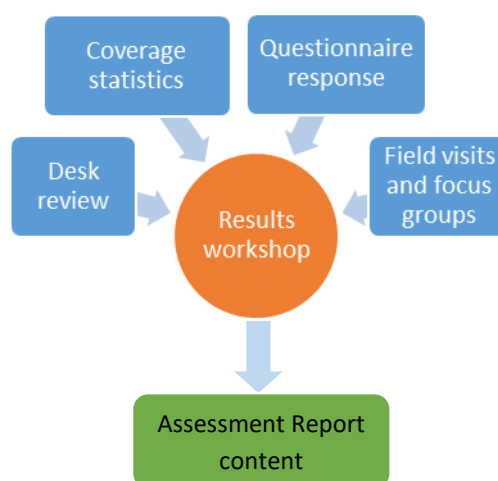 Coverage
statistics
Questionnaire
response
Desk
review
Field visits
and focus
groups
Results
workshop
Assessment Report
content